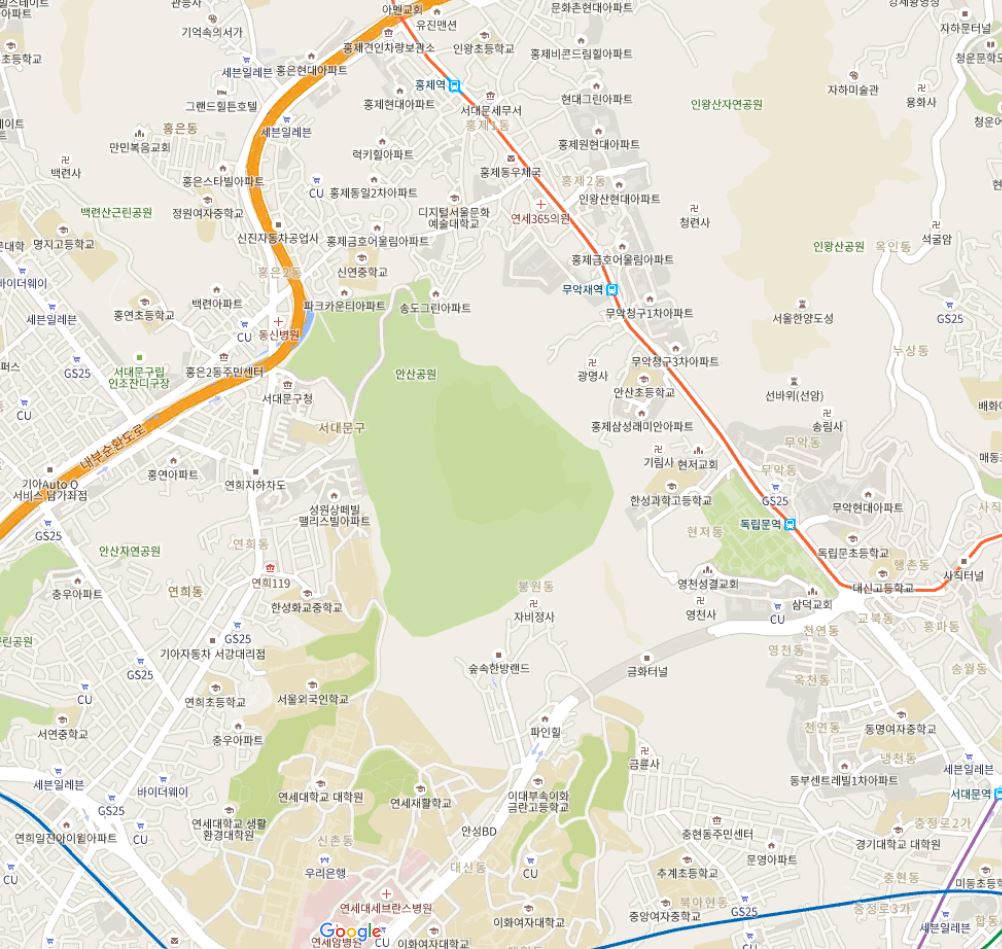 관등사
아멘교회
문화촌현대아파트
기억속의서가
유진맨션
자하문터널
홍제견인차량보관소
인왕초등학교
홍제비콘드림힐아파트
세븐일레븐
홍은현대아파트
홍제역
자하미술관
용화사
그랜드힐튼호텔
홍제현대아파트
서대문세무서
현대그린아파트
인왕산자연공원
홍은동
세븐일레븐
홍제1동
만민복음교회
럭키힐아파트
홍제원현대아파트
백련사
홍은스타빌아파트
CU
홍제동우체국
홍제2동
홍제동일2차아파트
인왕산현대아파트
백련산근린공원
정원여자중학교
디지털서울문화
예술대학교
연세365의원
청련사
명지고등학교
신진자동차공업사
홍제금호어울림아파트
인왕산공원
옥인동
석굴암
홍은2동
신연중학교
홍제금호어울림아파트
바이더웨이
백련아파트
파크카운티아파트
송도그린아파트
무악재역
세븐일레븐
홍연초등학교
CU
동신병원
무악청구1차아파트
서울한양도성
GS25
누상동
GS25
서대문구립
인조잔디구장
홍은2동주민센터
안산공원
광명사
무악청구3차아파트
서대문구청
안산초등학교
선바위(선암)
CU
서대문구
홍제삼성래미안아파트
송림사
내부순환도로
무악동
기림사
현저교회
무악동
홍연아파트
기아Auto Q
서비스 남가좌점
연희지하차도
한성과학고등학교
GS25
무악현대아파트
성원상떼빌
팰리스빌아파트
독립문역
GS25
현저동
안산자연공원
연희동
독립문초등학교
행촌동
사직터널
연희119
충우아파트
연희동
봉원동
영천성결교회
대신고등학교
한성화교중학교
자비정사
영천사
삼덕교회
CU
교북동
홍파동
GS25
천연동
기아자동차 서강대리점
영천동
숲속한방랜드
금화터널
송월동
GS25
옥천동
CU
연희초등학교
서울외국인학교
서연중학교
충우아파트
파인힐
천연동
동명여자중학교
금륜사
냉천동
세븐일레븐
바이더웨이
연세대학교 대학원
연세재활학교
이대부속이화
금란고등학교
동부센트레빌1차아파트
세븐일레븐
서대문역
GS25
연세대학교 생활
환경대학원
안성BD
충정로2가
연희일진아이윌아파트
신촌동
충현동주민센터
경기대학교 대학원
우리은행
대신동
문영아파트
CU
CU
추계초등학교
충현동
미동초등학교
연세대세브란스병원
북아현동
이화여자대학교
중앙여자중학교
GS25
충정로3가
Google
세븐일레븐
연세암병원
CU
이화여자대학교